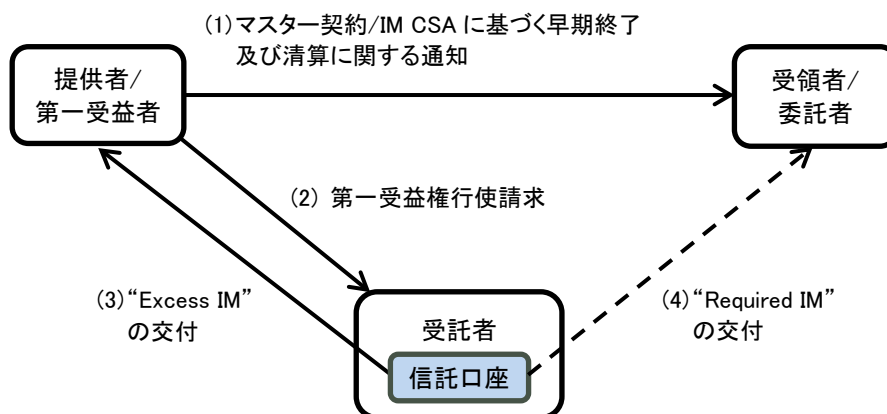 (1)マスター契約/IM CSA に基づく早期終了
及び清算に関する通知
提供者/
第一受益者
受領者/
委託者
(2) 第一受益権行使請求
(3)“Excess IM”
の交付
(4)“Required IM”
の交付
受託者
信託口座